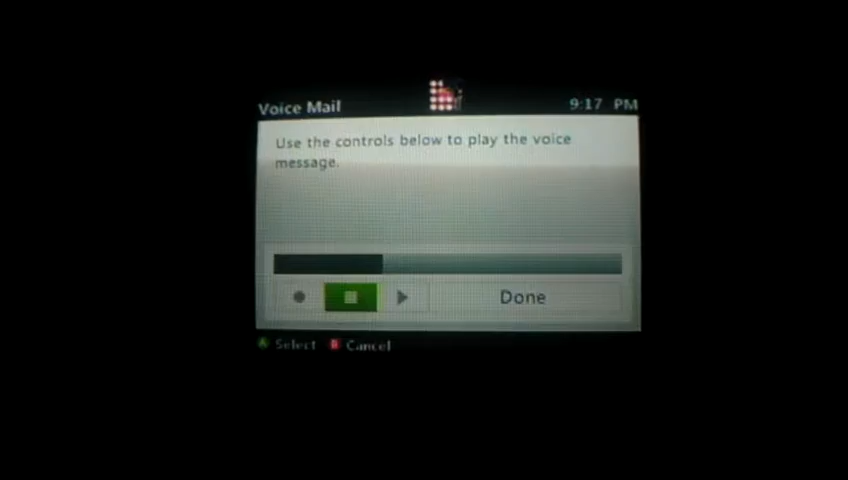 Voice Mail
9:17 PM
Use the controls below to play the voice
message.
Done
A Select B Cancel